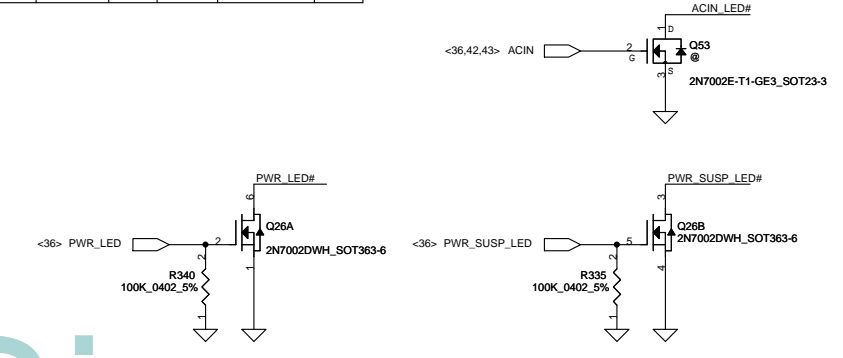 ACIN_LED#
1
D
<36,42,43> ACIN
2
G
Q53
@
3
S
2N7002E-T1-GE3_SOT23-3
PWR_LED#
6
Q26A
<36> PWR_LED
2
2N7002DWH_SOT363-6
2
R340
100K_0402_5%
1
1
PWR_SUSP_LED#
3
Q26B
2N7002DWH_SOT363-6
<36> PWR_SUSP_LED
5
2
R335
100K_0402_5%
4
1